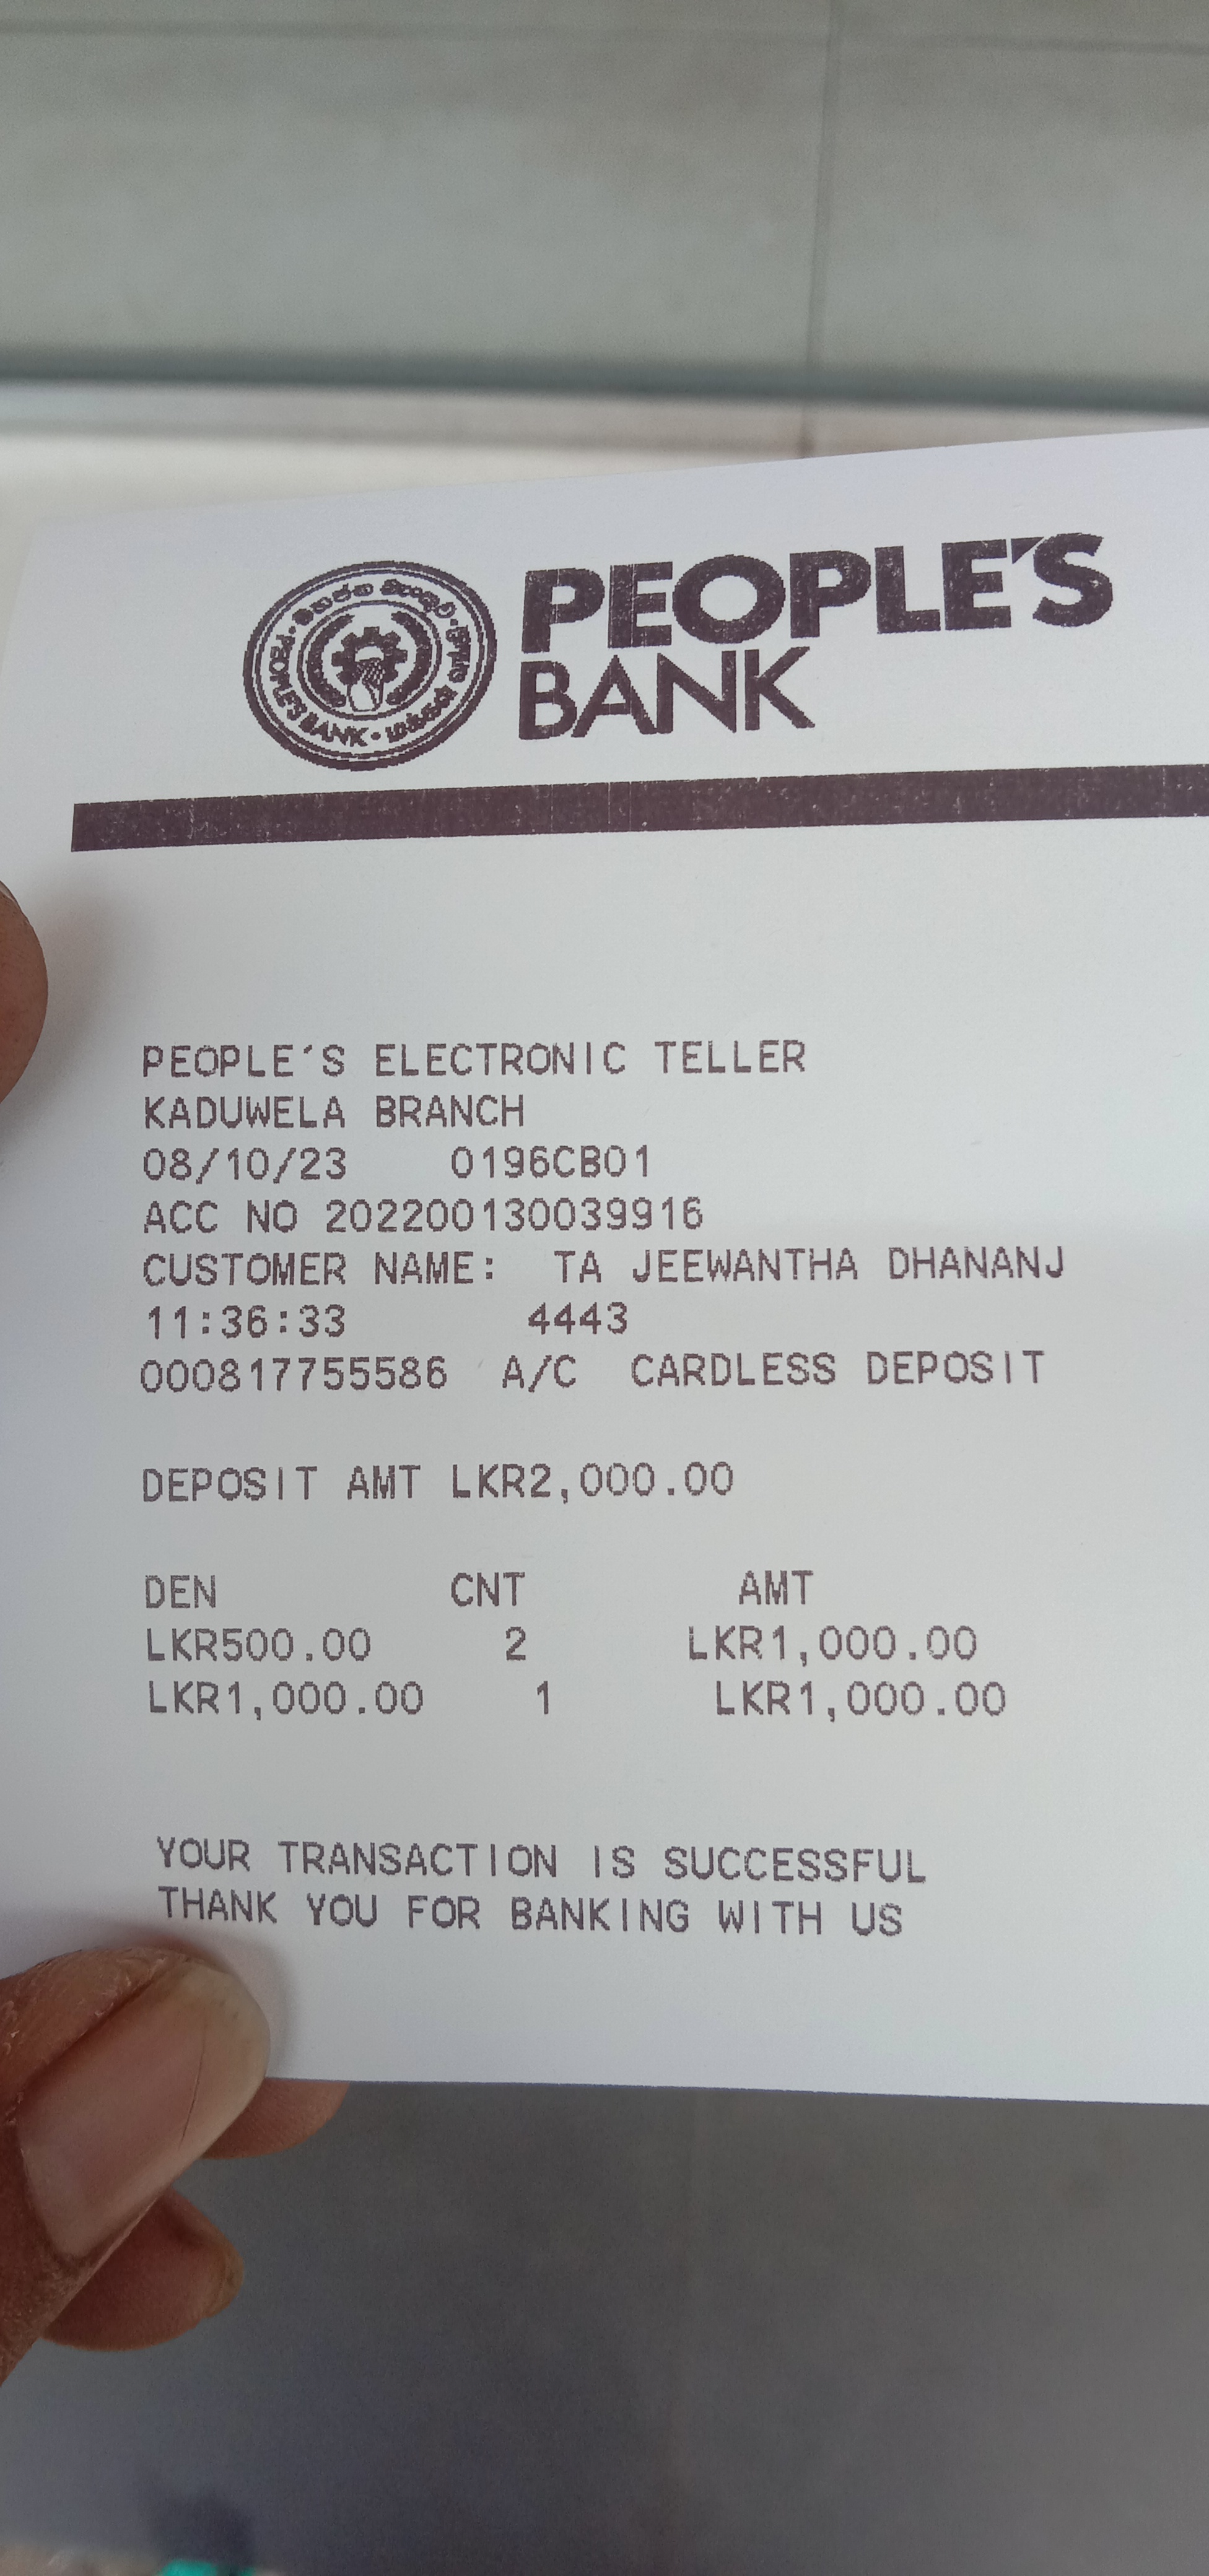 PEOPLE'S
BANK
PEOPLE'S BANK
PEOPLE'S ELECTRONIC TELLER
KADUWELA BRANCH
08/10/23 0196CB01
ACC NO 202200130039916
CUSTOMER NAME: TA JEEWANTHA DHANANJ
11:36:33 4443
000817755586 A/C CARDLESS DEPOSIT
DEPOSIT AMT LKR2,000.00
DEN CNT AMT
LKR500.00 2 LKR1,000.00
LKR1,000.00 1 LKR1,000.00
YOUR TRANSACTION IS SUCCESSFUL
THANK YOU FOR BANKING WITH US